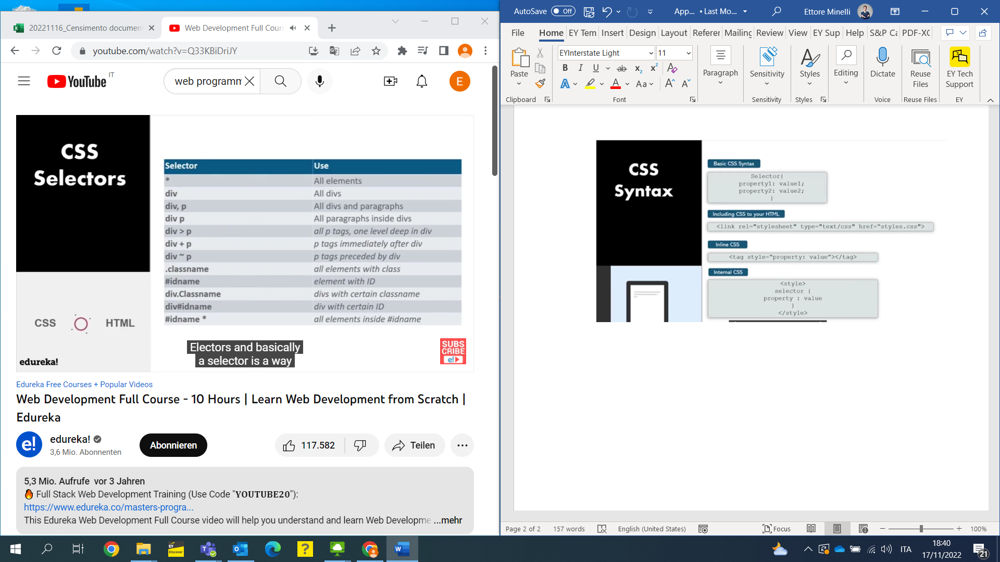 20221116_Censimento documen
Web Development Full Cours
youtube.com/watch?v=Q33KBiDriJY
YouTube IT
web programm
E
CSS
Selectors
Selector Use
* All elements
div All divs
div, p All divs and paragraphs
div p All paragraphs inside divs
div > p all p tags, one level deep in div
div + p p tags immediately after div
div ~ p p tags preceded by div
.classname all elements with class
#idname element with ID
div.Classname divs with certain classname
div#idname div with certain ID
#idname * all elements inside #idname
CSS HTML
edureka!
Electors and basically
a selector is a way
SUBS
CRIBE
e!
Edureka Free Courses + Popular Videos
Web Development Full Course - 10 Hours | Learn Web Development from Scratch |
Edureka
e!
edureka!
3,6 Mio. Abonnenten
Abonnieren
117.582
Teilen
5,3 Mio. Aufrufe vor 3 Jahren
🔥 Full Stack Web Development Training (Use Code "YOUTUBE20"):
https://www.edureka.co/masters-progra...
This Edureka Web Development Full Course video will help you understand and learn Web Developme ...mehr
AutoSave Off App... • Last Mo... Ettore Minelli
File Home EY Tem Insert Design Layout Referer Mailing Review View EY Sup Help S&P Ca PDF-XC
Paste
Clipboard
EYInterstate Light 11
B I U ab x2 x2 A
A A Aa A A
Font
Paragraph
Sensitivity
Sensitivity
Styles
Styles
Editing
Dictate
Voice
Reuse
Files
Reuse Files
EY Tech
Support
EY
CSS
Syntax
Basic CSS Syntax
Selector{
property1: value1;
property2: value2;
}
Including CSS to your HTML
<link rel="stylesheet" type="text/css" href="styles.css">
Inline CSS
<tag style="property: value"></tag>
Internal CSS
<style>
selector {
property : value
}
</style>
Page 2 of 2 157 words English (United States) Focus 100%
EY
Discover
?
ITA
18:40
17/11/2022
21